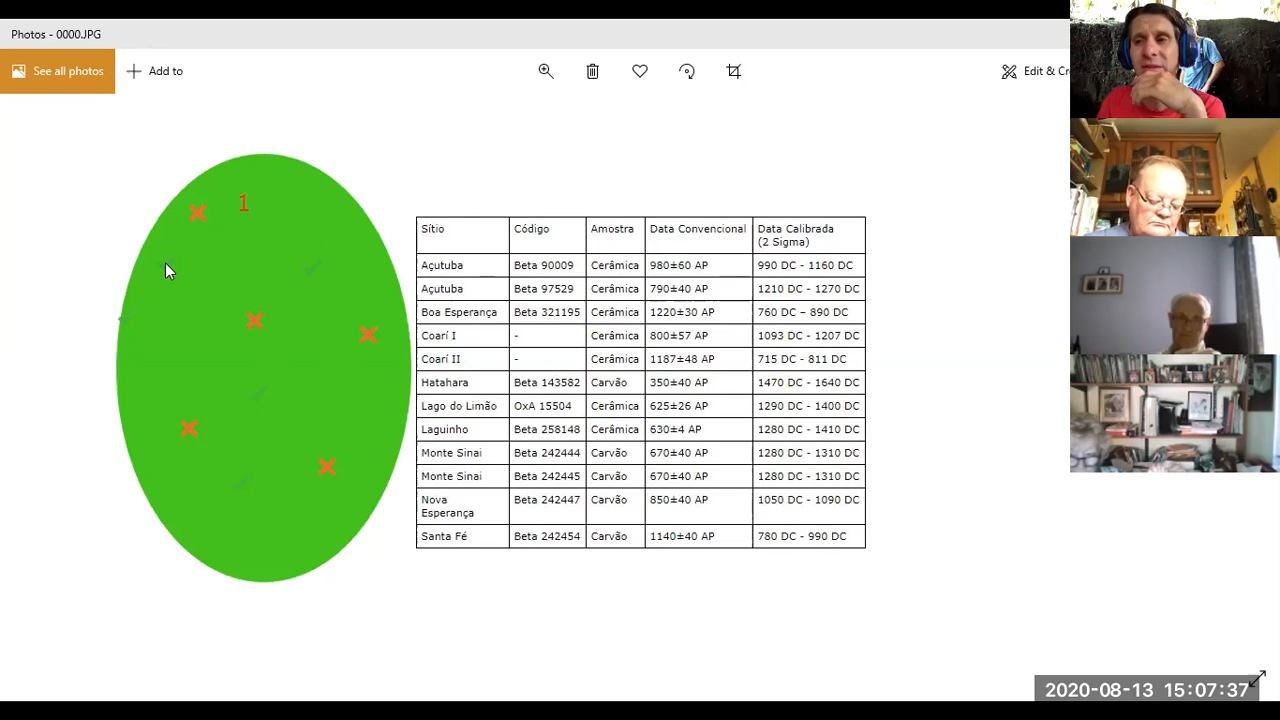 Photos - 0000.JPG
See all photos
Add to
Edit & Cr
1
Sítio Código Amostra Data Convencional Data Calibrada
(2 Sigma)
Açutuba Beta 90009 Cerâmica 980±60 AP 990 DC - 1160 DC
Açutuba Beta 97529 Cerâmica 790±40 AP 1210 DC - 1270 DC
Boa Esperança Beta 321195 Cerâmica 1220±30 AP 760 DC – 890 DC
Coarí I - Cerâmica 800±57 AP 1093 DC - 1207 DC
Coarí II - Cerâmica 1187±48 AP 715 DC - 811 DC
Hatahara Beta 143582 Carvão 350±40 AP 1470 DC - 1640 DC
Lago do Limão OxA 15504 Cerâmica 625±26 AP 1290 DC - 1400 DC
Laguinho Beta 258148 Cerâmica 630±4 AP 1280 DC - 1410 DC
Monte Sinai Beta 242444 Carvão 670±40 AP 1280 DC - 1310 DC
Monte Sinai Beta 242445 Carvão 670±40 AP 1280 DC - 1310 DC
Nova Beta 242447 Carvão 850±40 AP 1050 DC - 1090 DC
Esperança
Santa Fé Beta 242454 Carvão 1140±40 AP 780 DC - 990 DC
2020-08-13 15:07:37